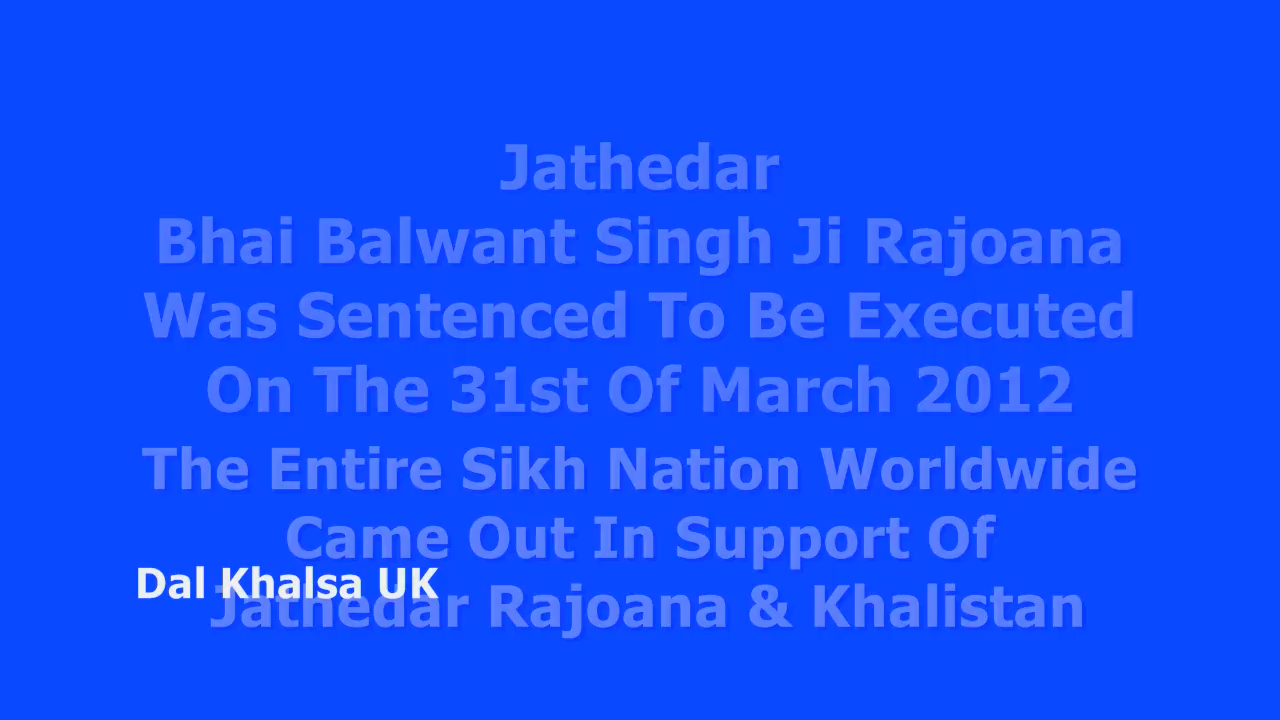 Jathedar
Bhai Balwant Singh Ji Rajoana
Was Sentenced To Be Executed
On The 31st Of March 2012
The Entire Sikh Nation Worldwide
Came Out In Support Of
Dal Khalsa UK
Jathedar Rajoana & Khalistan